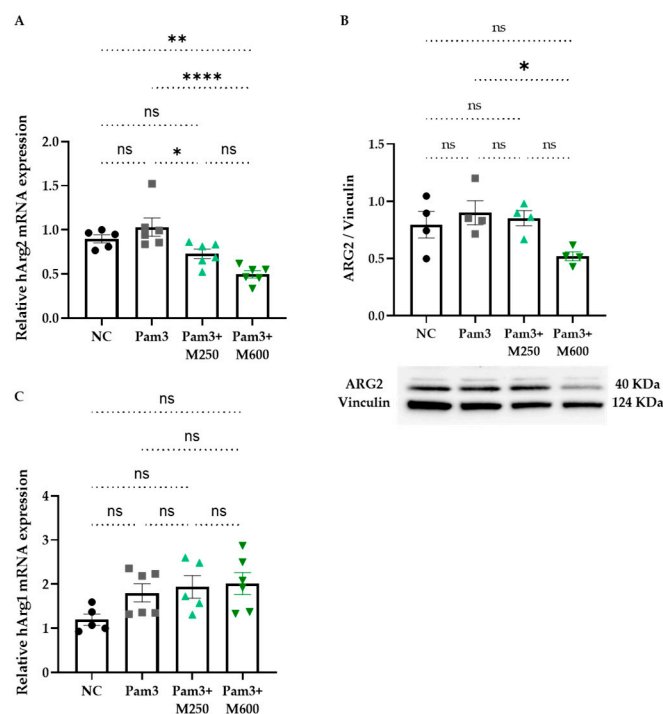 A
**
****
ns
ns
*
ns
Relative hArg2 mRNA expression
2.0
1.5
1.0
0.5
0.0
NC
Pam3
Pam3+
M250
Pam3+
M600
B
ns
*
ns
ns
ns
ns
ARG2 / Vinculin
1.5
1.0
0.5
0.0
NC
Pam3
Pam3+
M250
Pam3+
M600
ARG2
40 KDa
Vinculin
124 KDa
C
ns
ns
ns
ns
ns
ns
Relative hArg1 mRNA expression
4
3
2
1
0
NC
Pam3
Pam3+
M250
Pam3+
M600